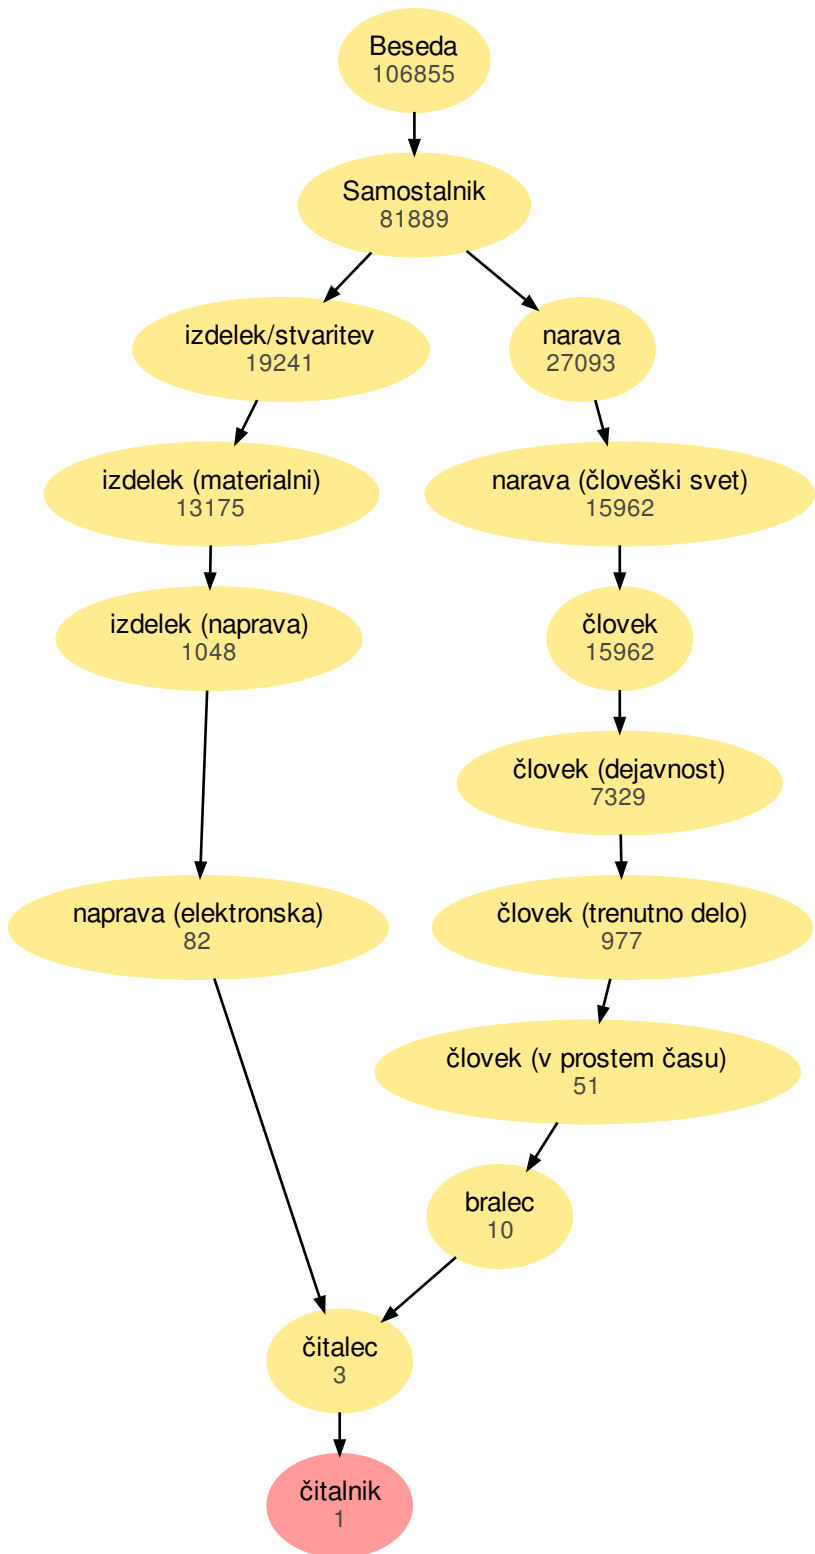 Beseda
106855
Samostalnik
81889
izdelek/stvaritev
19241
narava
27093
izdelek (materialni)
13175
narava (človeški svet)
15962
izdelek (naprava)
1048
človek
15962
človek (dejavnost)
7329
naprava (elektronska)
82
človek (trenutno delo)
977
človek (v prostem času)
51
bralec
10
čitalec
3
čitalnik
1